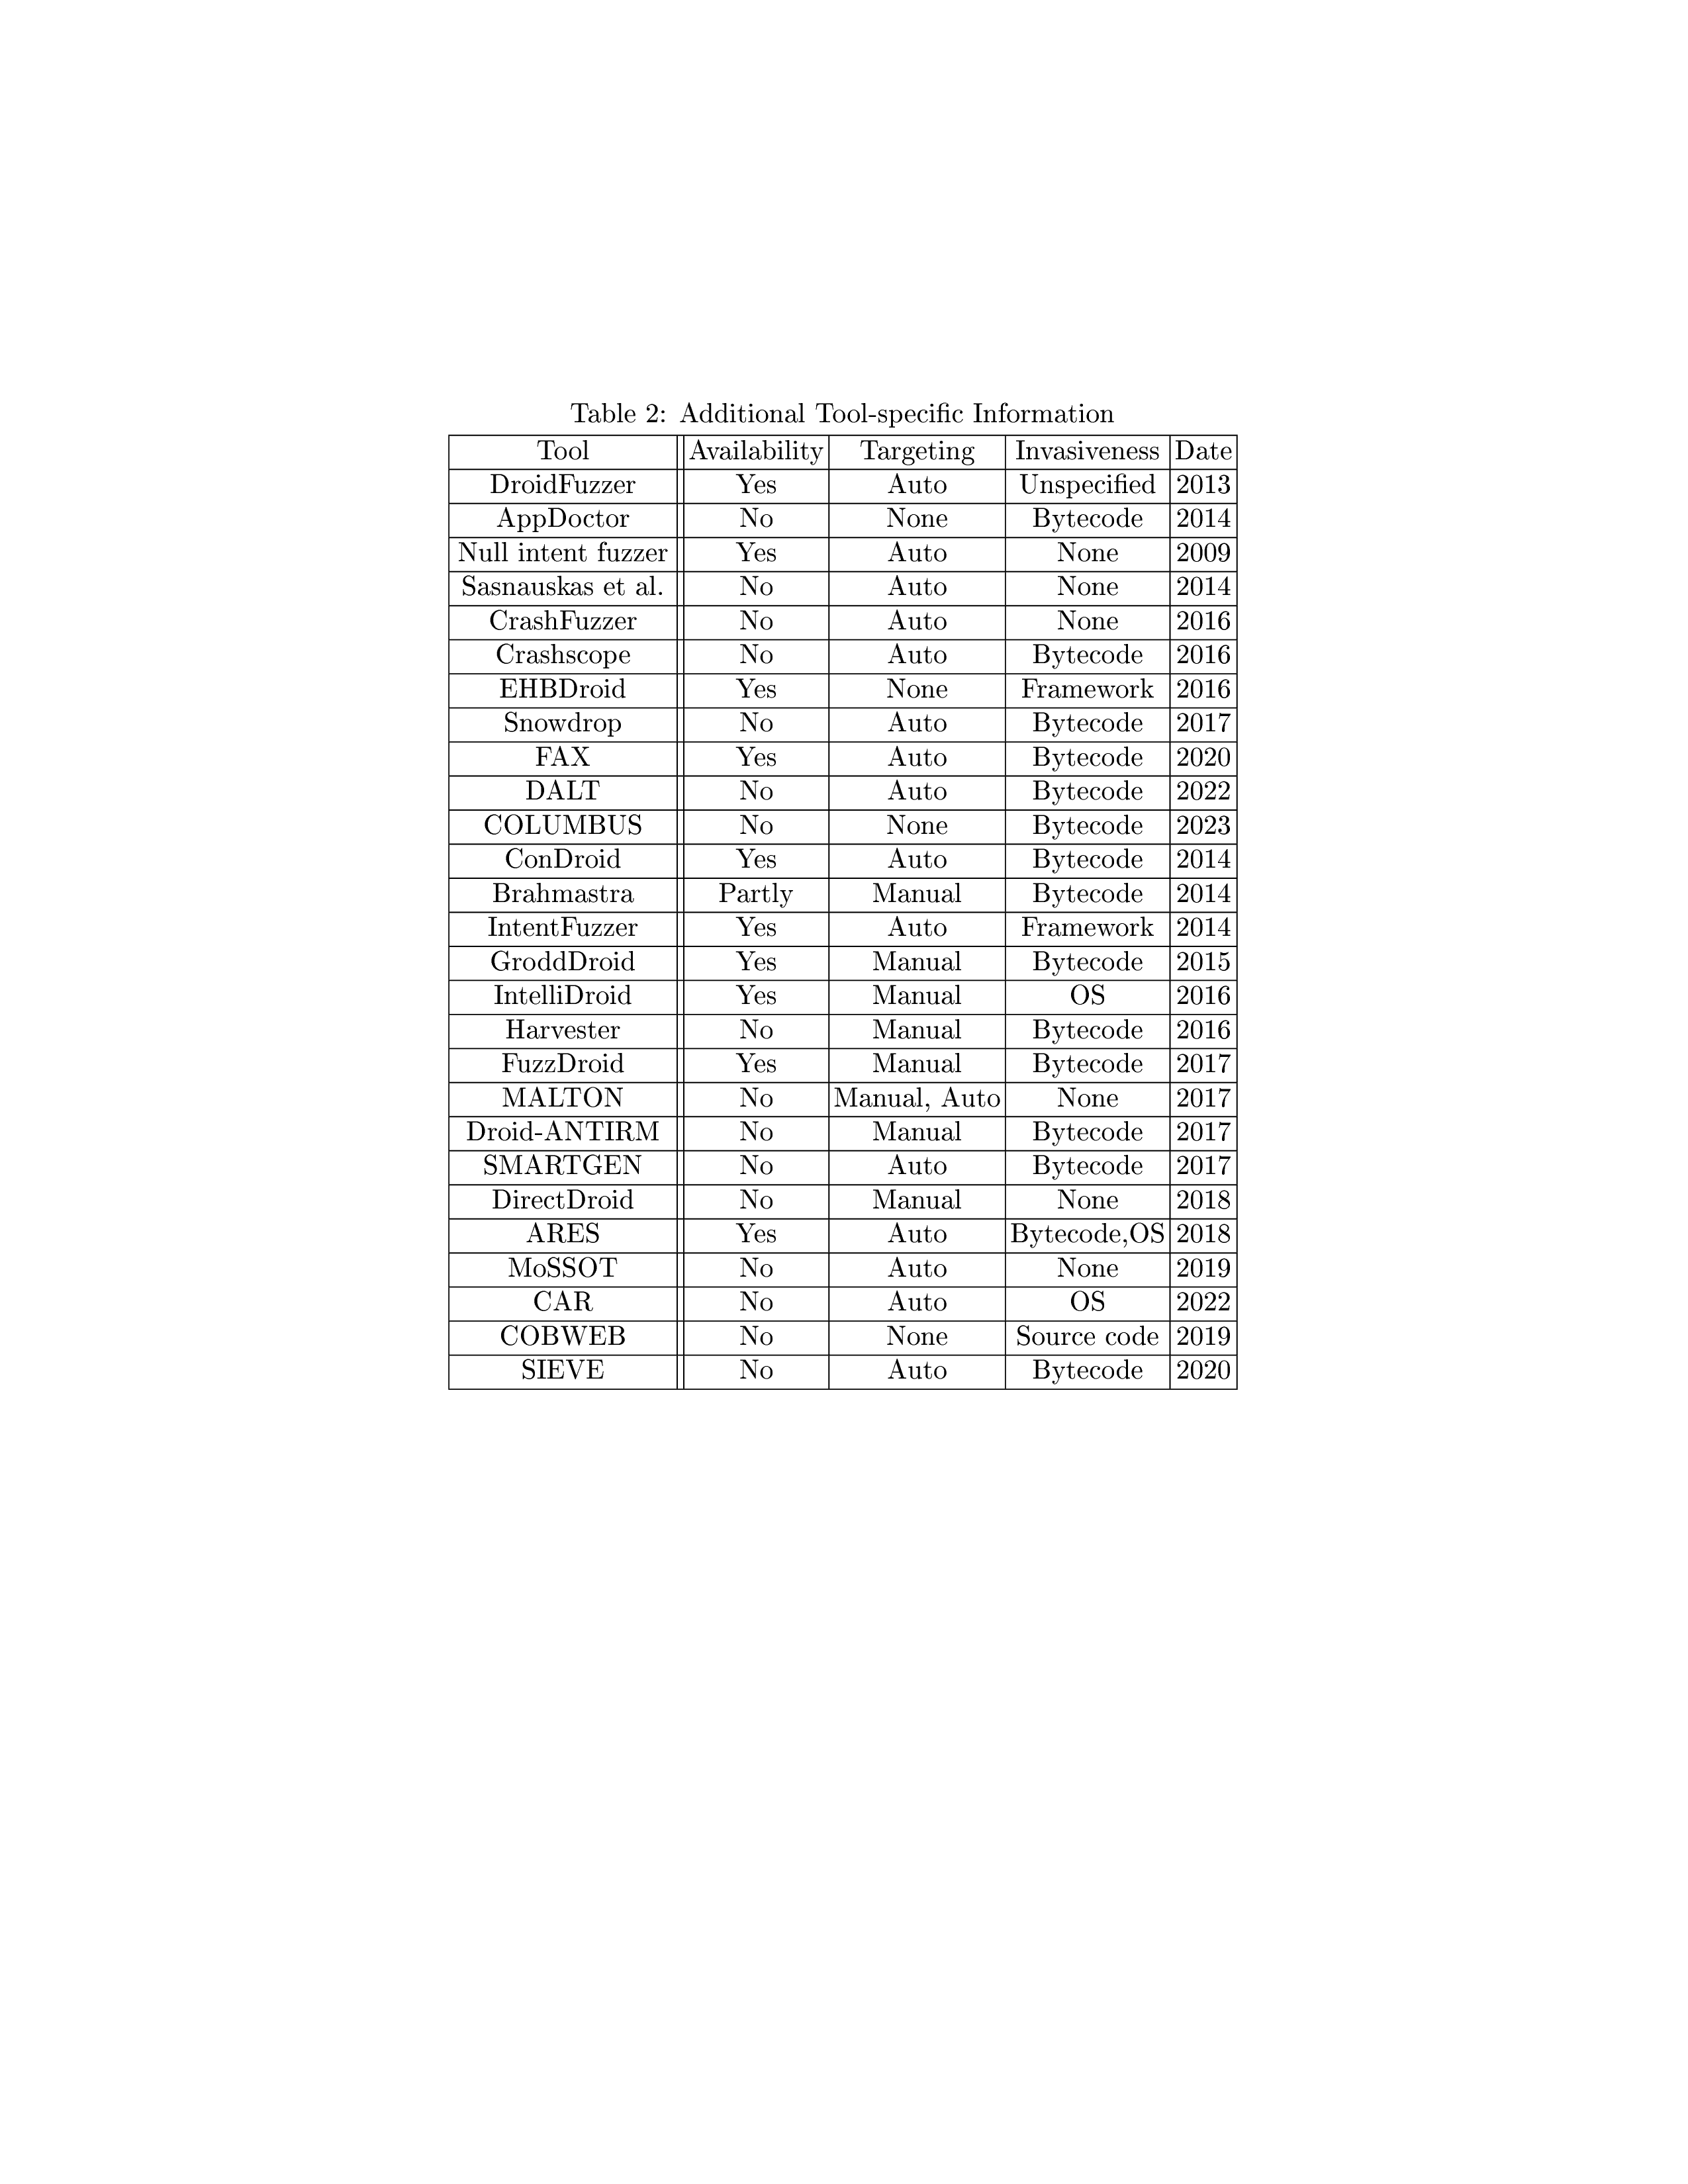 Table 2: Additional Tool-specific Information
Tool Availability Targeting Invasiveness Date
DroidFuzzer Yes Auto Unspecified 2013
AppDoctor No None Bytecode 2014
Null intent fuzzer Yes Auto None 2009
Sasnauskas et al. No Auto None 2014
CrashFuzzer No Auto None 2016
Crashscope No Auto Bytecode 2016
EHBDroid Yes None Framework 2016
Snowdrop No Auto Bytecode 2017
FAX Yes Auto Bytecode 2020
DALT No Auto Bytecode 2022
COLUMBUS No None Bytecode 2023
ConDroid Yes Auto Bytecode 2014
Brahmastra Partly Manual Bytecode 2014
IntentFuzzer Yes Auto Framework 2014
GroddDroid Yes Manual Bytecode 2015
IntelliDroid Yes Manual OS 2016
Harvester No Manual Bytecode 2016
FuzzDroid Yes Manual Bytecode 2017
MALTON No Manual, Auto None 2017
Droid-ANTIRM No Manual Bytecode 2017
SMARTGEN No Auto Bytecode 2017
DirectDroid No Manual None 2018
ARES Yes Auto Bytecode,OS 2018
MoSSOT No Auto None 2019
CAR No Auto OS 2022
COBWEB No None Source code 2019
SIEVE No Auto Bytecode 2020